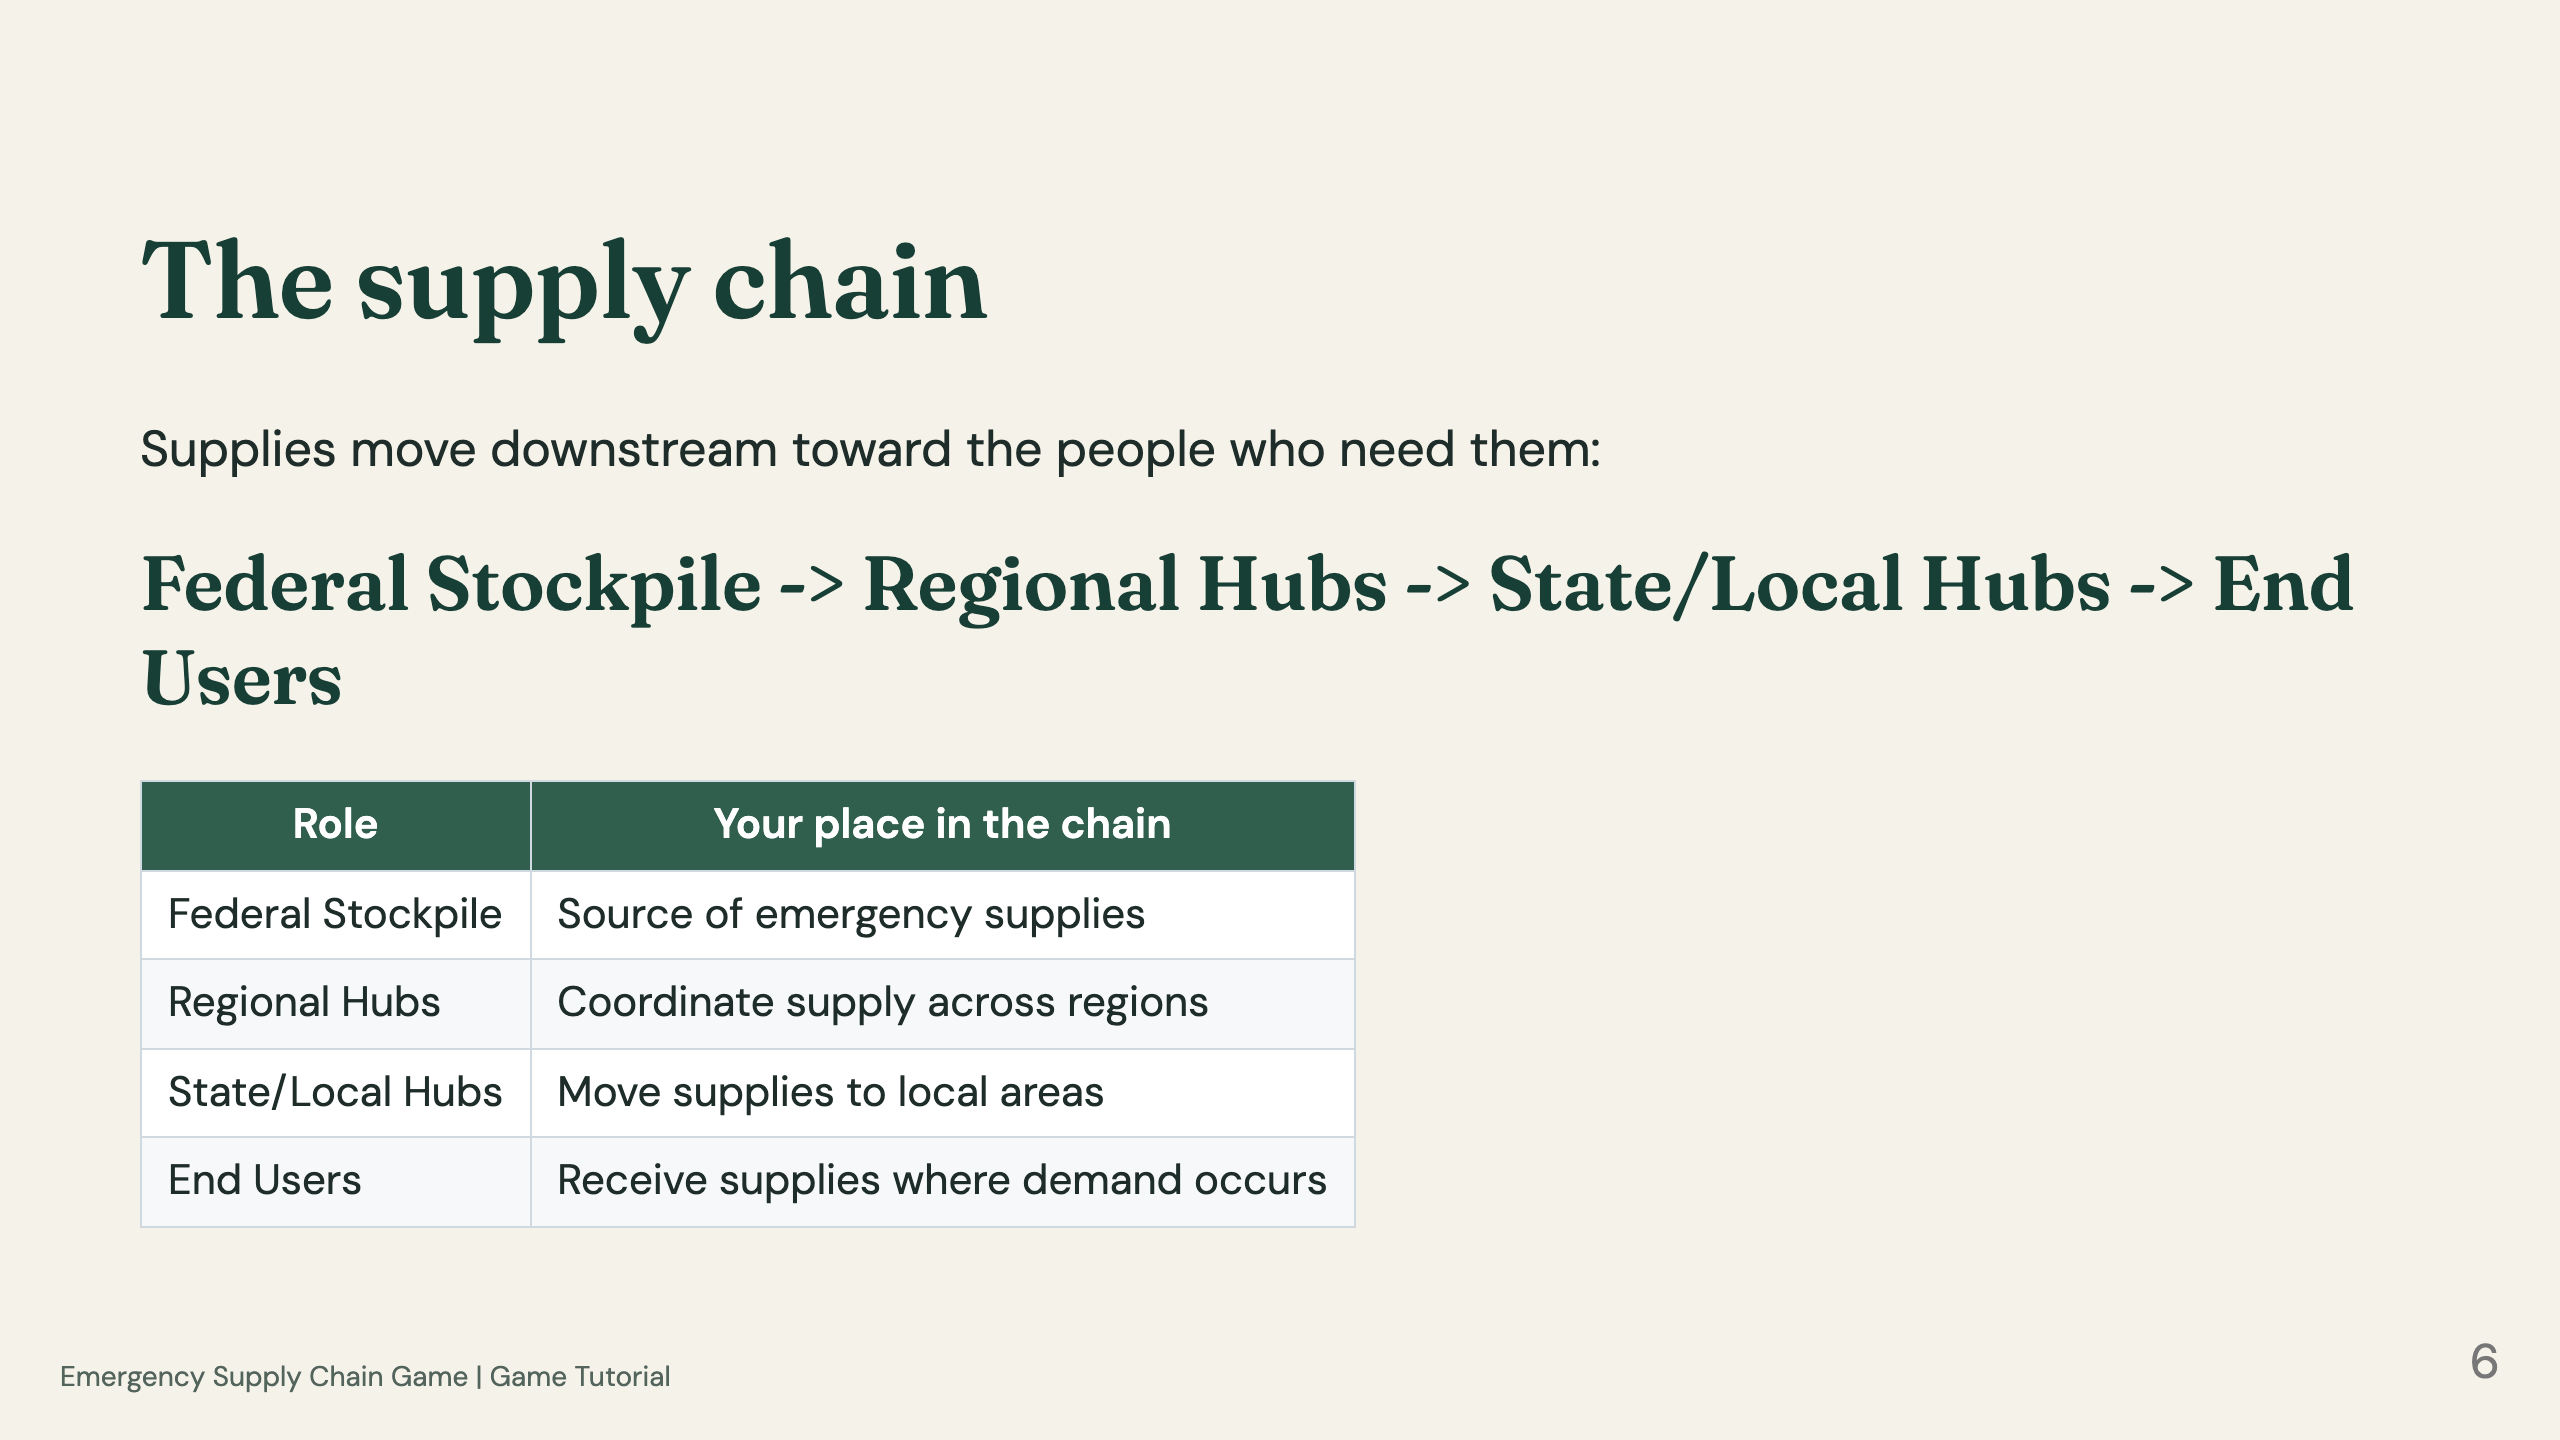 The supply chain
Supplies move downstream toward the people who need them:
Federal Stockpile -> Regional Hubs -> State/Local Hubs -> End
Users
Role Your place in the chain
Federal Stockpile Source of emergency supplies
Regional Hubs Coordinate supply across regions
State/Local Hubs Move supplies to local areas
End Users Receive supplies where demand occurs
Emergency Supply Chain Game | Game Tutorial
6